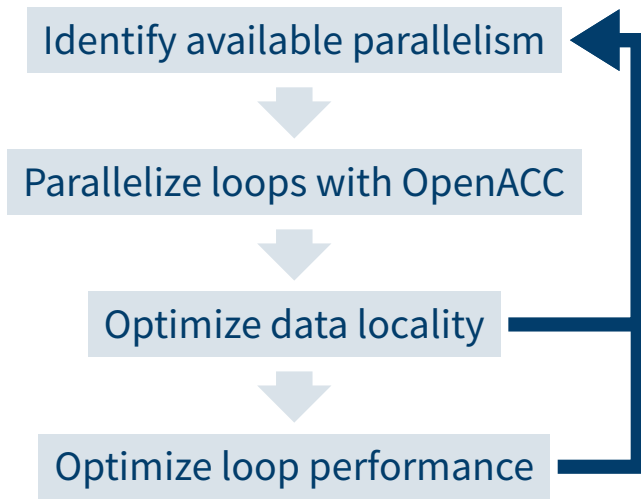 Identify available parallelism
Parallelize loops with OpenACC
Optimize data locality
Optimize loop performance